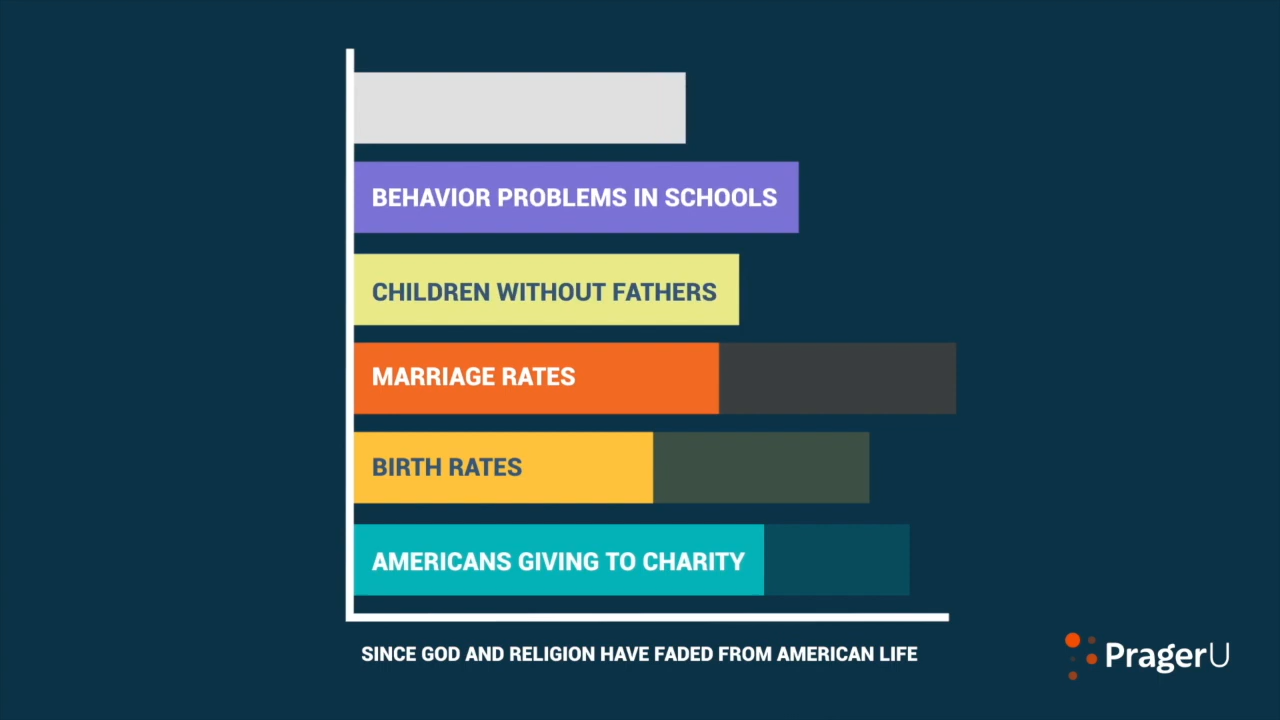 BEHAVIOR PROBLEMS IN SCHOOLS
CHILDREN WITHOUT FATHERS
MARRIAGE RATES
BIRTH RATES
AMERICANS GIVING TO CHARITY
SINCE GOD AND RELIGION HAVE FADED FROM AMERICAN LIFE
PragerU